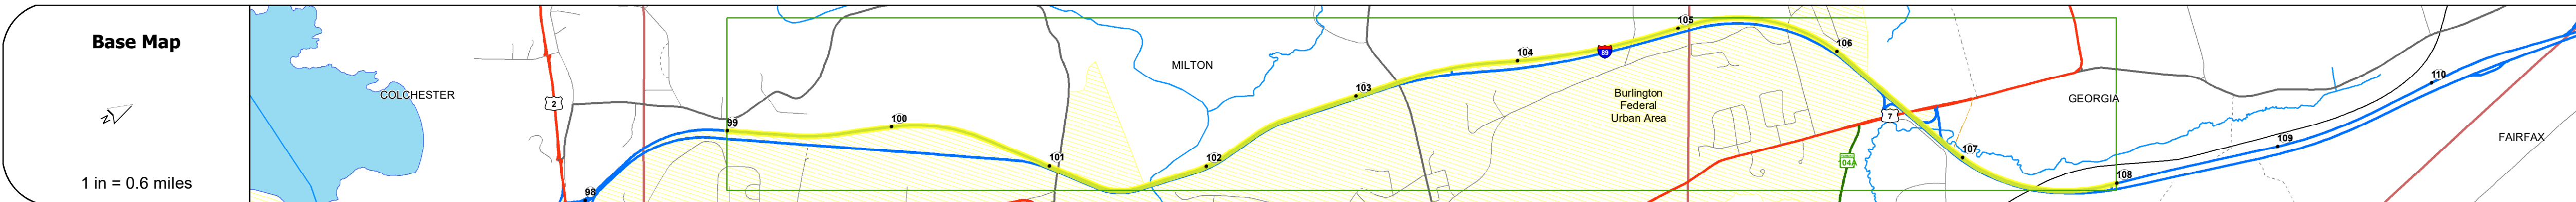 Base Map
N
1 in = 0.6 miles
COLCHESTER
2
98
99
100
101
MILTON
102
103
104
89
105
Burlington
Federal
Urban Area
106
7
104A
107
GEORGIA
108
109
110
FAIRFAX